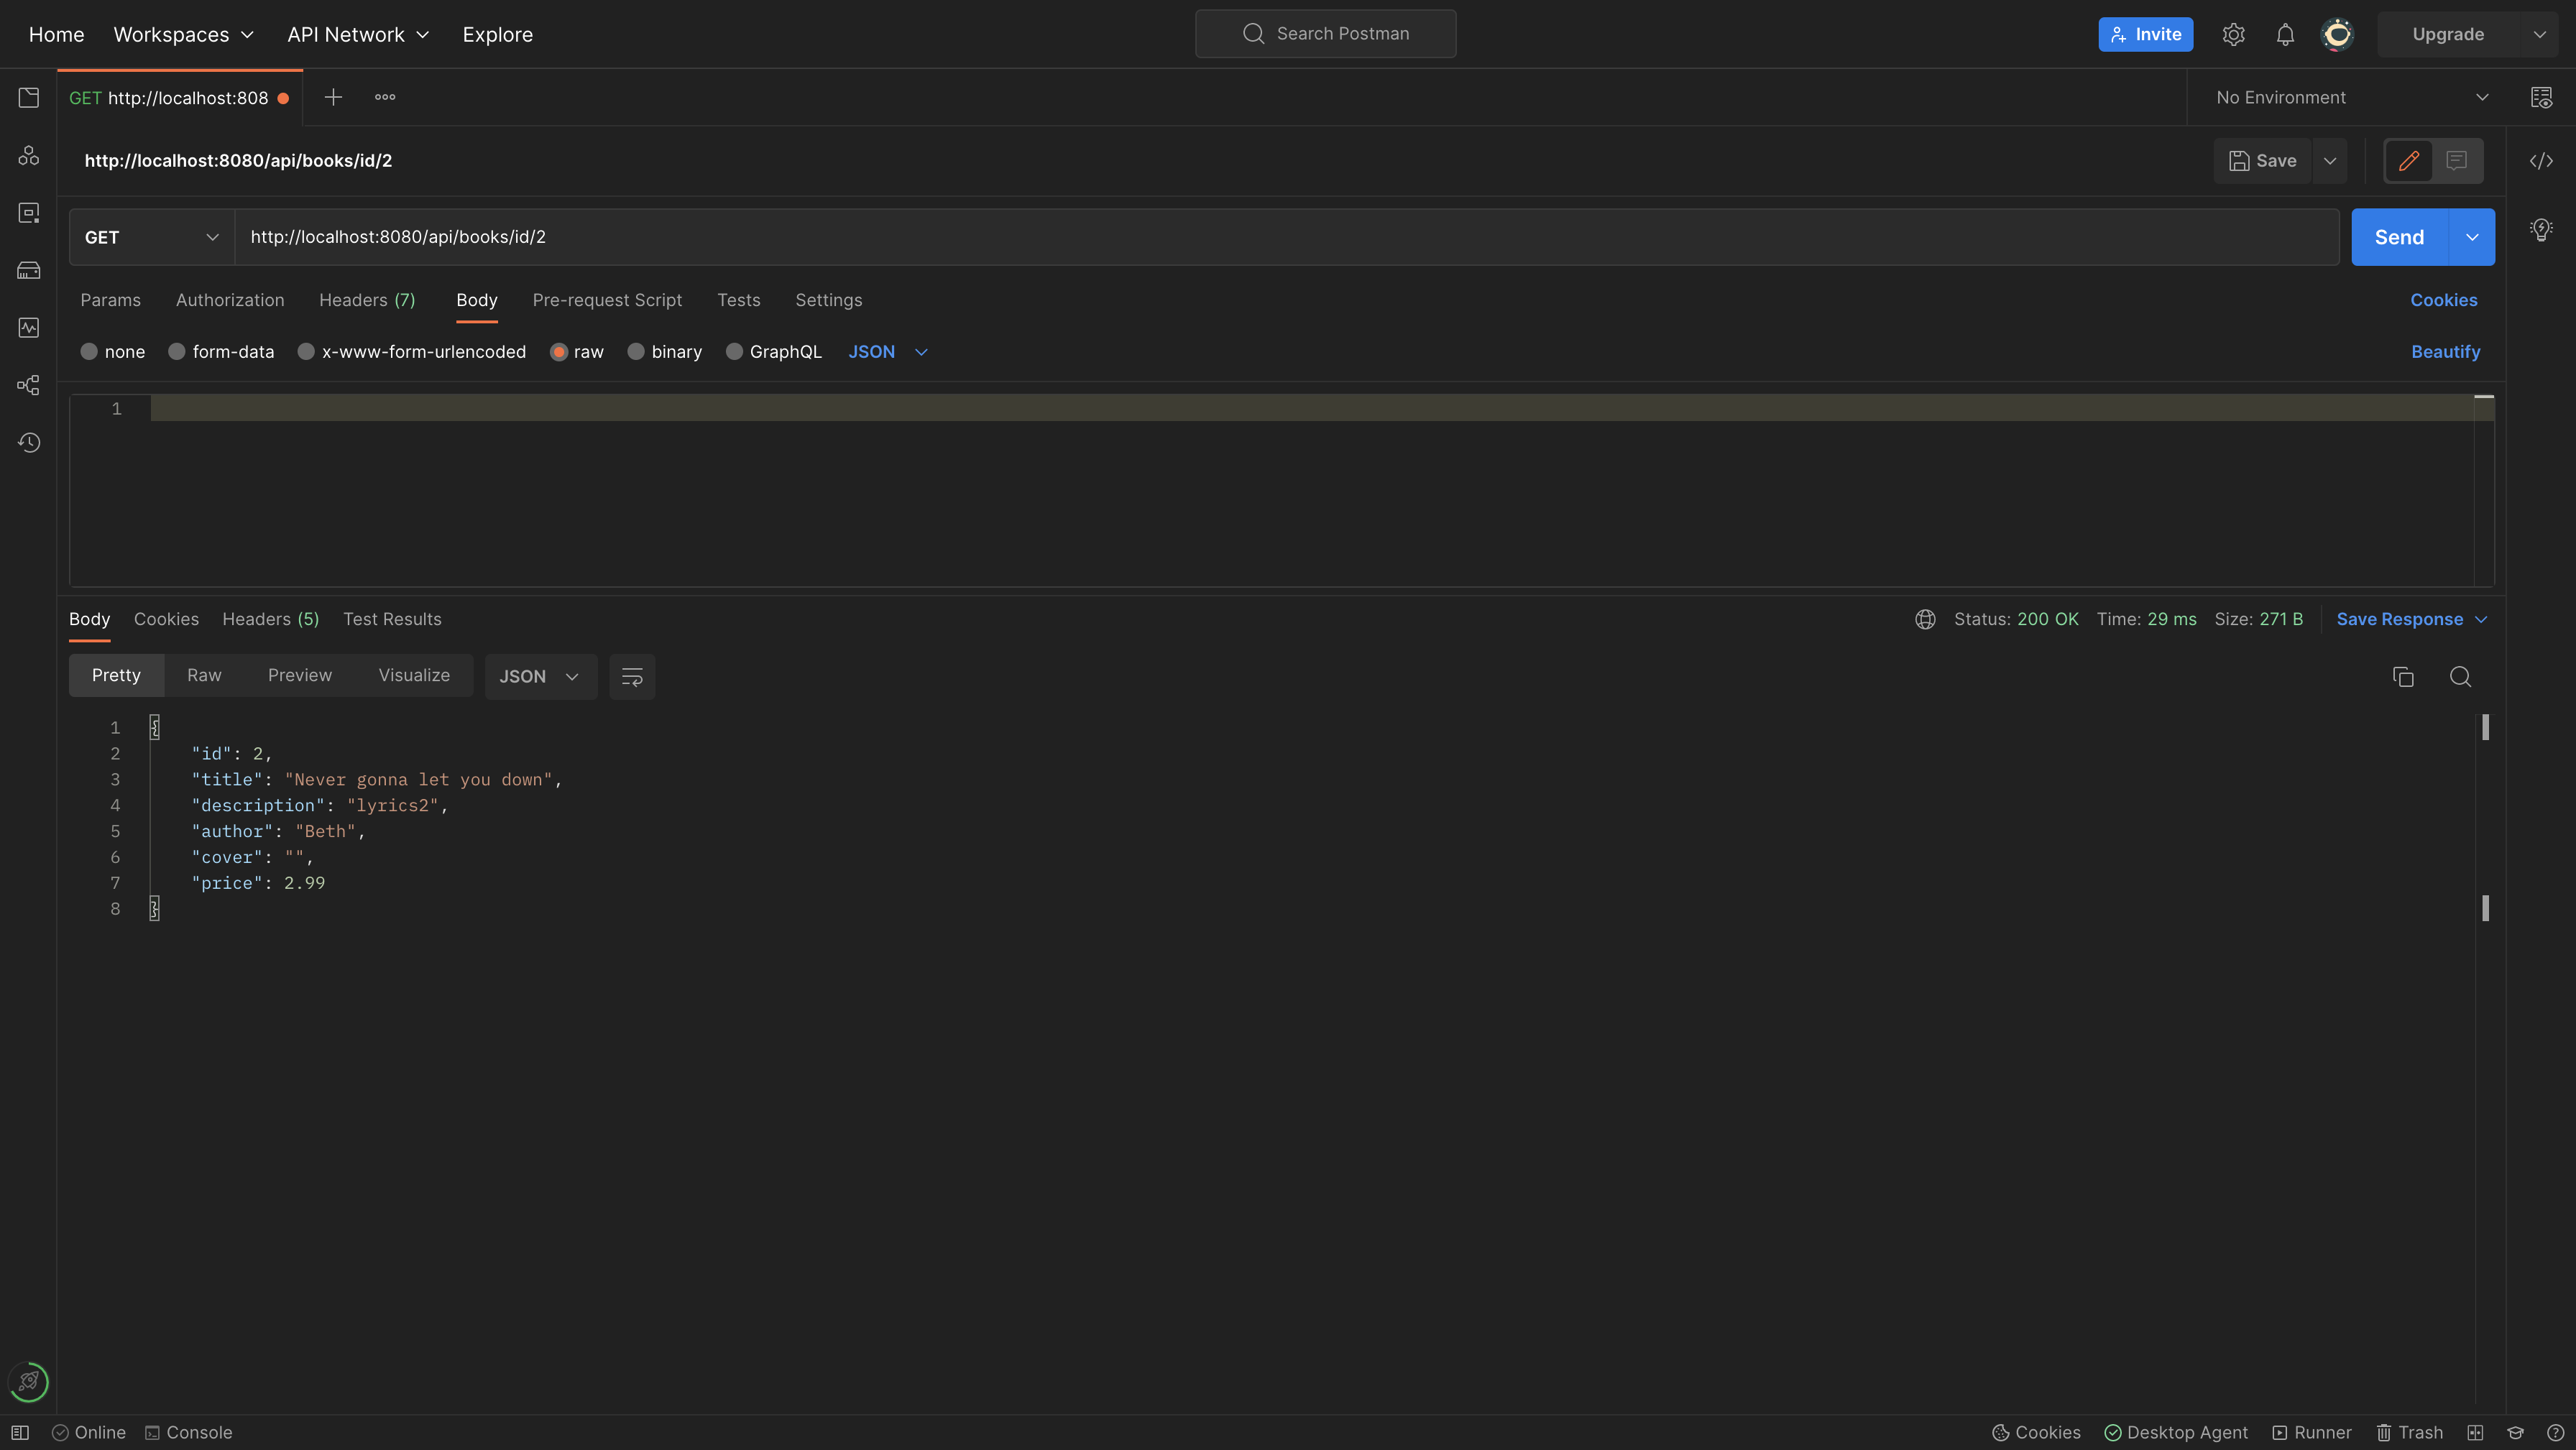 Home Workspaces API Network Explore Search Postman Invite Upgrade
GET http://localhost:808 No Environment
http://localhost:8080/api/books/id/2 Save
GET http://localhost:8080/api/books/id/2 Send
Params Authorization Headers (7) Body Pre-request Script Tests Settings Cookies
none form-data x-www-form-urlencoded raw binary GraphQL JSON Beautify
1
Body Cookies Headers (5) Test Results Status: 200 OK Time: 29 ms Size: 271 B Save Response
Pretty Raw Preview Visualize JSON
1 {
2 "id": 2,
3 "title": "Never gonna let you down",
4 "description": "lyrics2",
5 "author": "Beth",
6 "cover": "",
7 "price": 2.99
8 }
Online Console Cookies Desktop Agent Runner Trash